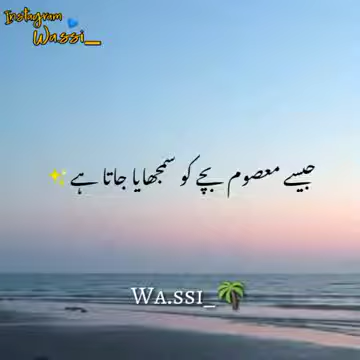 Instagram
Wassi_
جیسے معصوم بچے کو سمجھایا جاتا ہے✨
WA.SSI_🌴